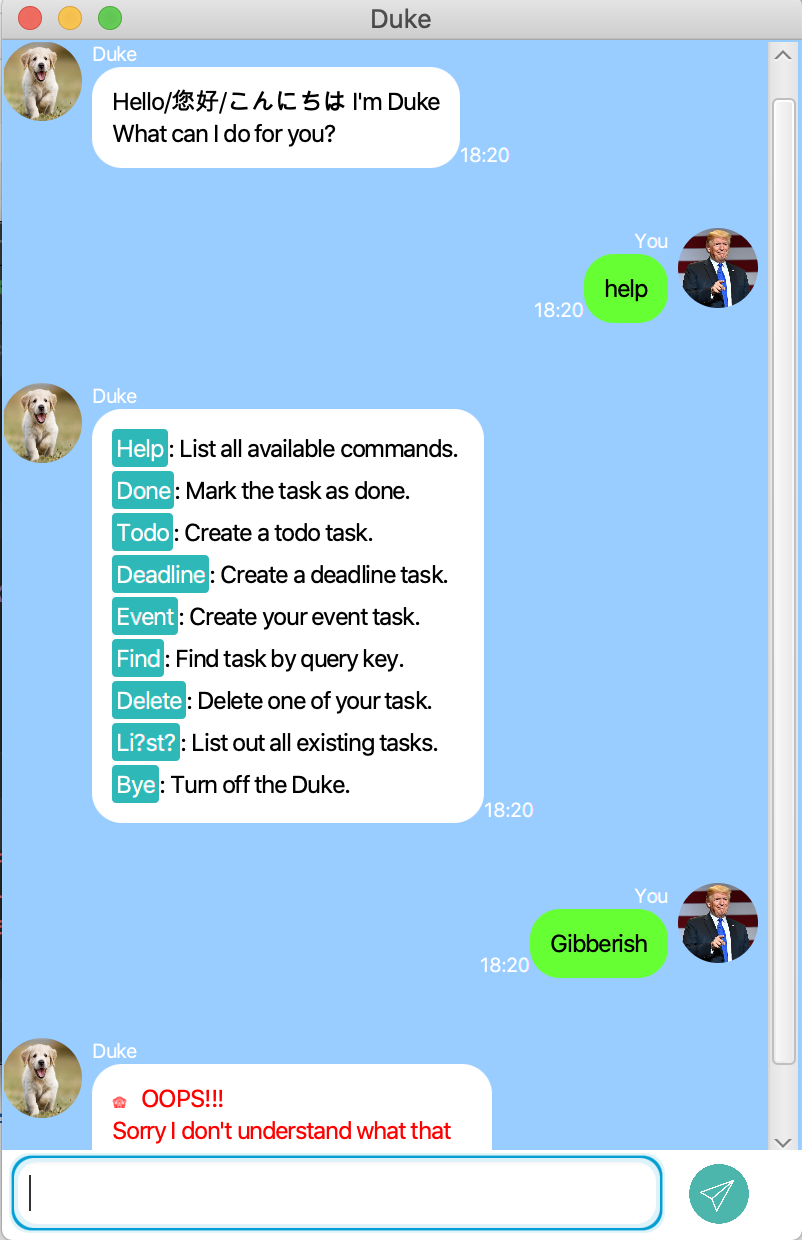 Duke
Duke
Hello/您好/こんにちは I'm Duke
What can I do for you?
18:20
You
help
18:20
Duke
Help: List all available commands.
Done: Mark the task as done.
Todo: Create a todo task.
Deadline: Create a deadline task.
Event: Create your event task.
Find: Find task by query key.
Delete: Delete one of your task.
Li?st?: List out all existing tasks.
Bye: Turn off the Duke.
18:20
You
Gibberish
18:20
Duke
OOPS!!!
Sorry I don't understand what that